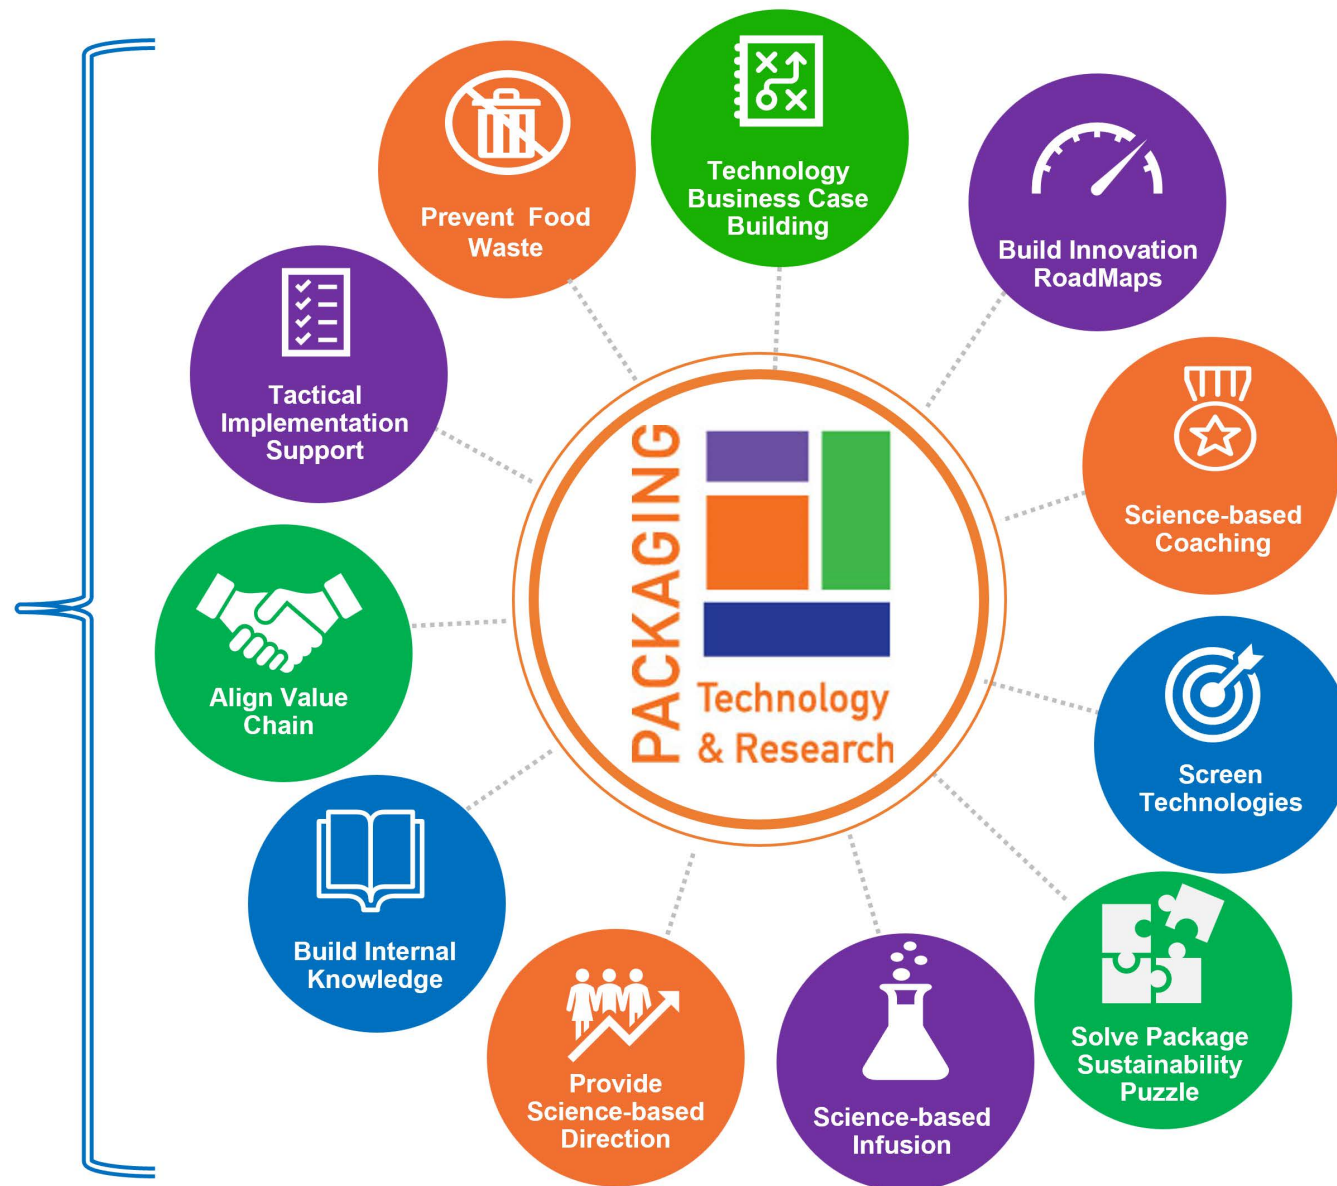 Technology
Business Case
Building
Build Innovation
RoadMaps
Science-based
Coaching
Screen
Technologies
Solve Package
Sustainability
Puzzle
Science-based
Infusion
Provide
Science-based
Direction
Build Internal
Knowledge
Align Value
Chain
Tactical
Implementation
Support
Prevent  Food
Waste
PACKAGING
Technology
& Research